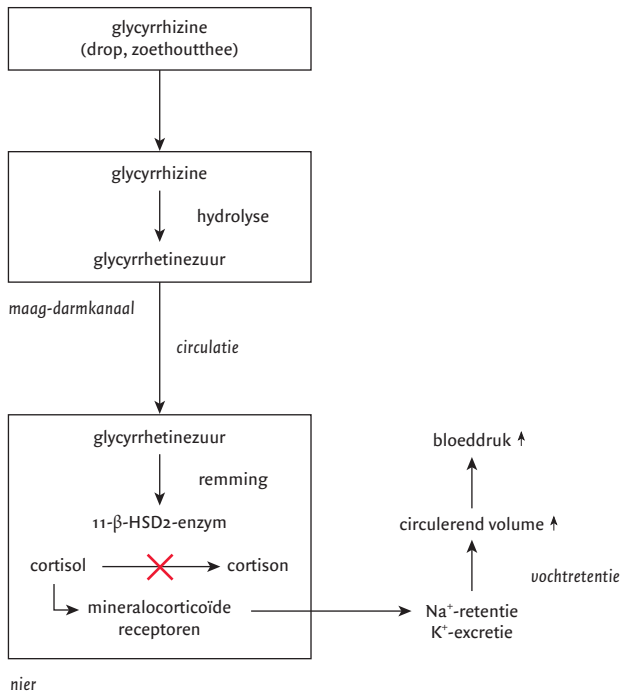 glycyrrhizine
(drop, zoethoutthee)
glycyrrhizine
hydrolyse
glycyrrhetinezuur
maag-darmkanaal
circulatie
glycyrrhetinezuur
remming
11-β-HSD2-enzym
cortisol
cortison
mineralocorticoïde
receptoren
nier
bloeddruk
circulerend volume
vochtretentie
Na⁺-retentie
K⁺-excretie